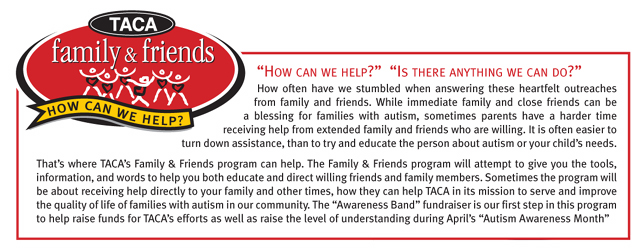 TACA
family & friends
HOW CAN WE HELP?
“HOW CAN WE HELP?” “IS THERE ANYTHING WE CAN DO?”
How often have we stumbled when answering these heartfelt outreaches
from family and friends. While immediate family and close friends can be
a blessing for families with autism, sometimes parents have a harder time
receiving help from extended family and friends who are willing. It is often easier to
turn down assistance, than to try and educate the person about autism or your child's needs.
That's where TACA's Family & Friends program can help. The Family & Friends program will attempt to give you the tools,
information, and words to help you both educate and direct willing friends and family members. Sometimes the program will
be about receiving help directly to your family and other times, how they can help TACA in its mission to serve and improve
the quality of life of families with autism in our community. The “Awareness Band” fundraiser is our first step in this program
to help raise funds for TACA's efforts as well as raise the level of understanding during April's “Autism Awareness Month”